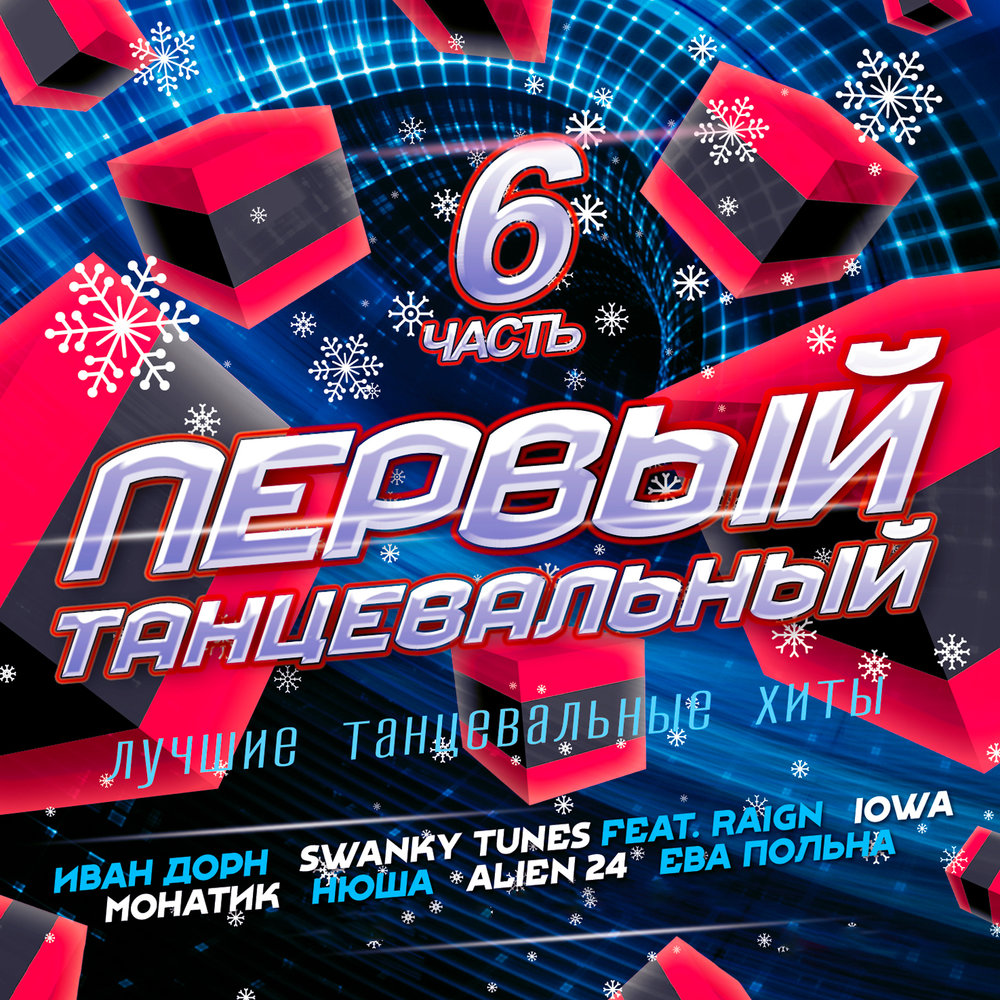 6
ЧАСТЬ
ПЕРВЫЙ
ТАНЦЕВАЛЬНЫЙ
лучшие танцевальные хиты
ИВАН ДОРН SWANKY TUNES FEAT. RAIGN IOWA
МОНАТИК НЮША ALIEN 24 ЕВА ПОЛЬНА